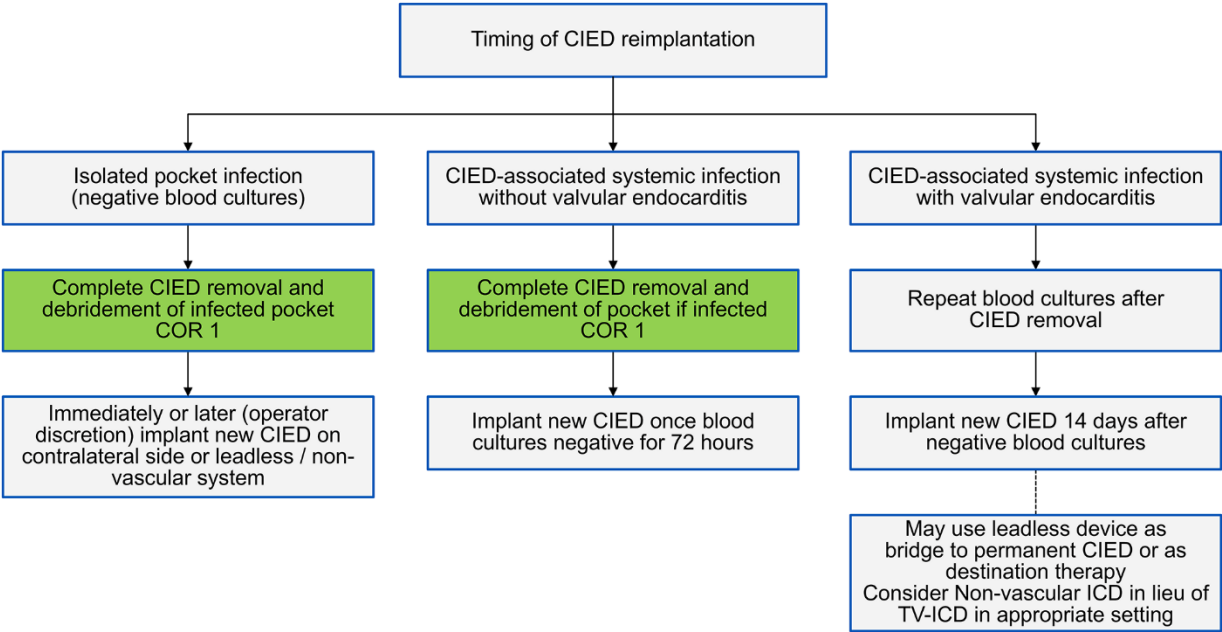 Timing of CIED reimplantation
Isolated pocket infection
(negative blood cultures)
Complete CIED removal and
debridement of infected pocket
COR 1
Immediately or later (operator
discretion) implant new CIED on
contralateral side or leadless / non-
vascular system
CIED-associated systemic infection
without valvular endocarditis
Complete CIED removal and
debridement of pocket if infected
COR 1
Implant new CIED once blood
cultures negative for 72 hours
CIED-associated systemic infection
with valvular endocarditis
Repeat blood cultures after
CIED removal
Implant new CIED 14 days after
negative blood cultures
May use leadless device as
bridge to permanent CIED or as
destination therapy
Consider Non-vascular ICD in lieu of
TV-ICD in appropriate setting